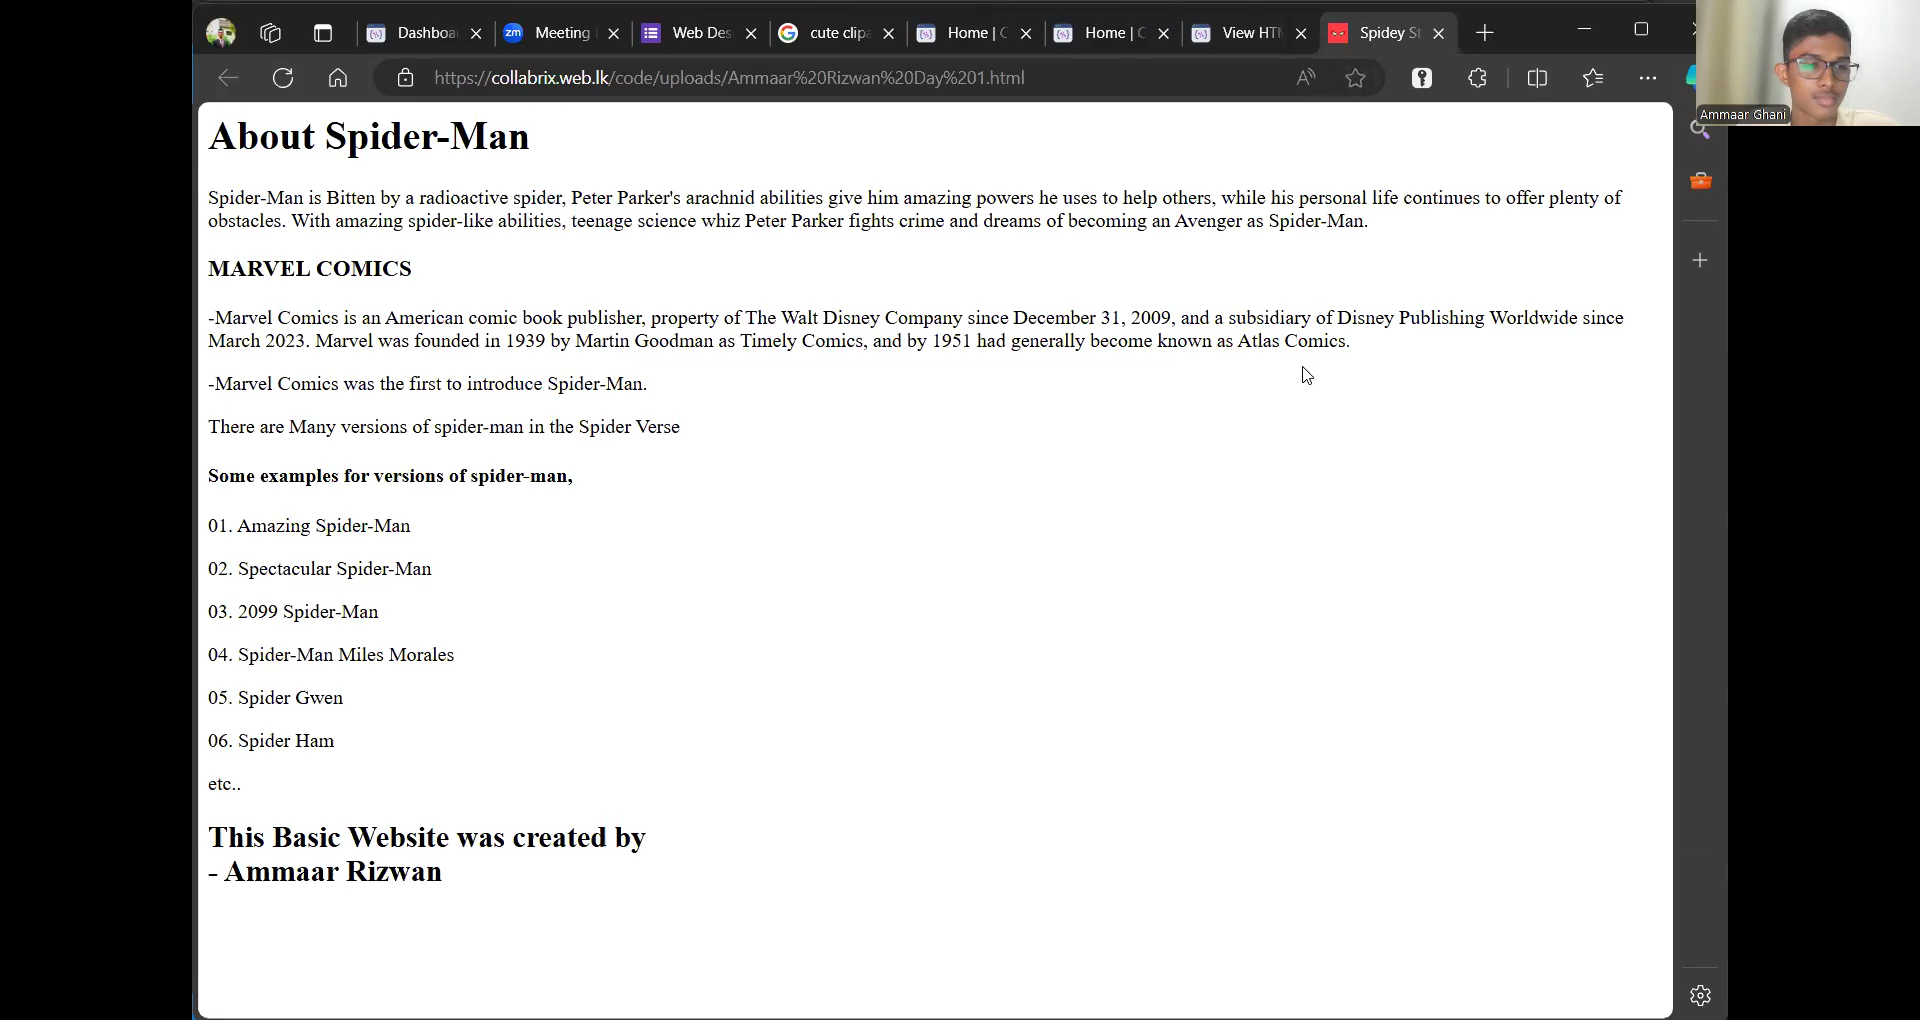 Dashboa
Meeting
Web Des
cute clipa
Home | C
Home | C
View HTM
Spidey St
https://collabrix.web.lk/code/uploads/Ammaar%20Rizwan%20Day%201.html
Ammaar Ghani
About Spider-Man
Spider-Man is Bitten by a radioactive spider, Peter Parker's arachnid abilities give him amazing powers he uses to help others, while his personal life continues to offer plenty of
obstacles. With amazing spider-like abilities, teenage science whiz Peter Parker fights crime and dreams of becoming an Avenger as Spider-Man.
MARVEL COMICS
-Marvel Comics is an American comic book publisher, property of The Walt Disney Company since December 31, 2009, and a subsidiary of Disney Publishing Worldwide since
March 2023. Marvel was founded in 1939 by Martin Goodman as Timely Comics, and by 1951 had generally become known as Atlas Comics.
-Marvel Comics was the first to introduce Spider-Man.
There are Many versions of spider-man in the Spider Verse
Some examples for versions of spider-man,
01. Amazing Spider-Man
02. Spectacular Spider-Man
03. 2099 Spider-Man
04. Spider-Man Miles Morales
05. Spider Gwen
06. Spider Ham
etc..
This Basic Website was created by
- Ammaar Rizwan